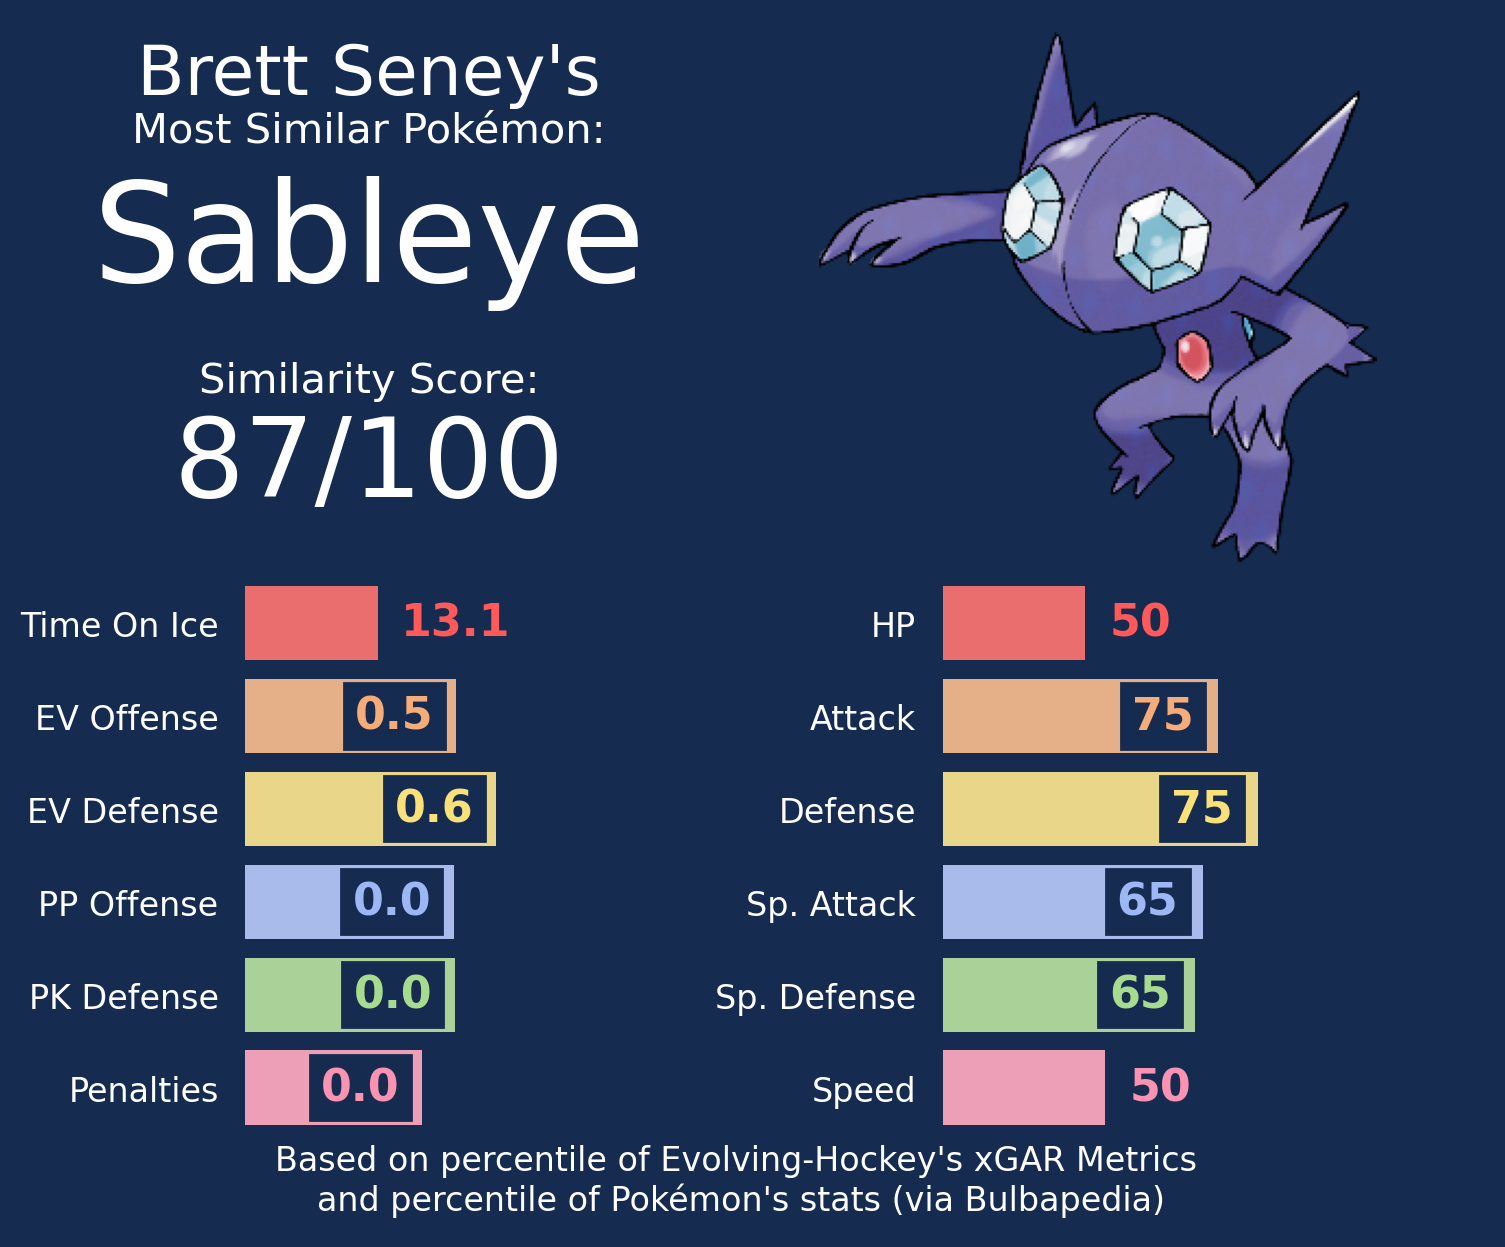 Brett Seney's
Most Similar Pokémon:
Sableye
Similarity Score:
87/100
Time On Ice 13.1
EV Offense 0.5
EV Defense 0.6
PP Offense 0.0
PK Defense 0.0
Penalties 0.0
HP 50
Attack 75
Defense 75
Sp. Attack 65
Sp. Defense 65
Speed 50
Based on percentile of Evolving-Hockey's xGAR Metrics
and percentile of Pokémon's stats (via Bulbapedia)